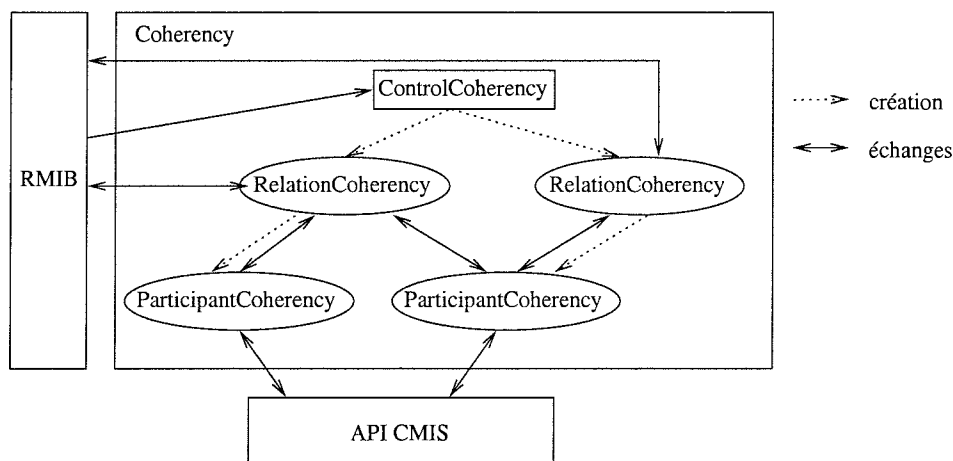 Coherency
ControlCoherency
création
échanges
RMIB
RelationCoherency
RelationCoherency
ParticipantCoherency
ParticipantCoherency
API CMIS